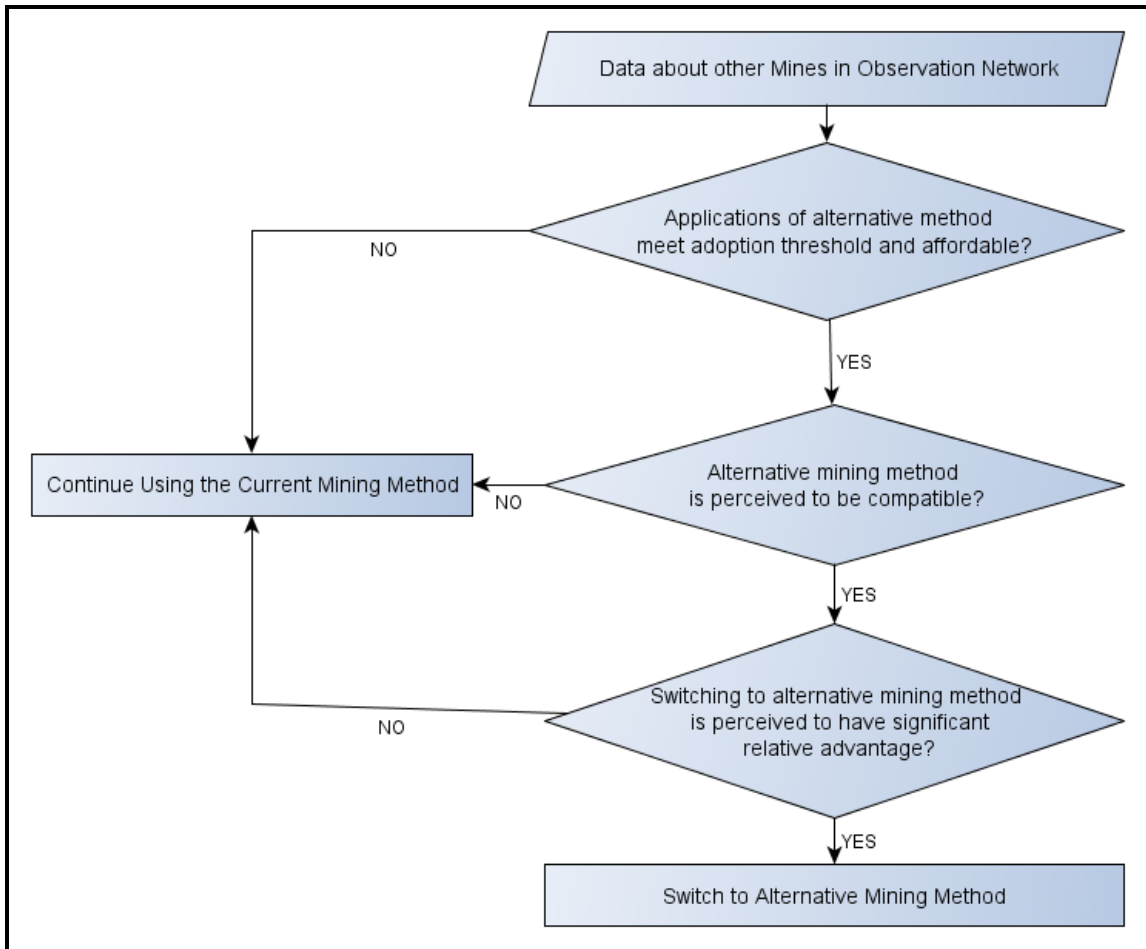 Data about other Mines in Observation Network
Applications of alternative method
meet adoption threshold and affordable?
NO
YES
Continue Using the Current Mining Method
NO
Alternative mining method
is perceived to be compatible?
YES
Switching to alternative mining method
is perceived to have significant
relative advantage?
NO
YES
Switch to Alternative Mining Method